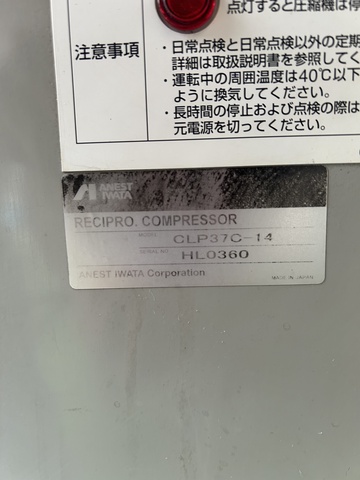 点灯すると圧縮機は停
注意事項
・日常点検と日常点検以外の定期
詳細は取扱説明書を参照してく
・運転中の周囲温度は40℃以下
ように換気してください。
・長時間の停止および点検の際は
元電源を切ってください。
ANEST IWATA
RECIPRO. COMPRESSOR
MODEL CLP37C-14
SERIAL NO. HL0360
ANEST IWATA Corporation
MADE IN JAPAN